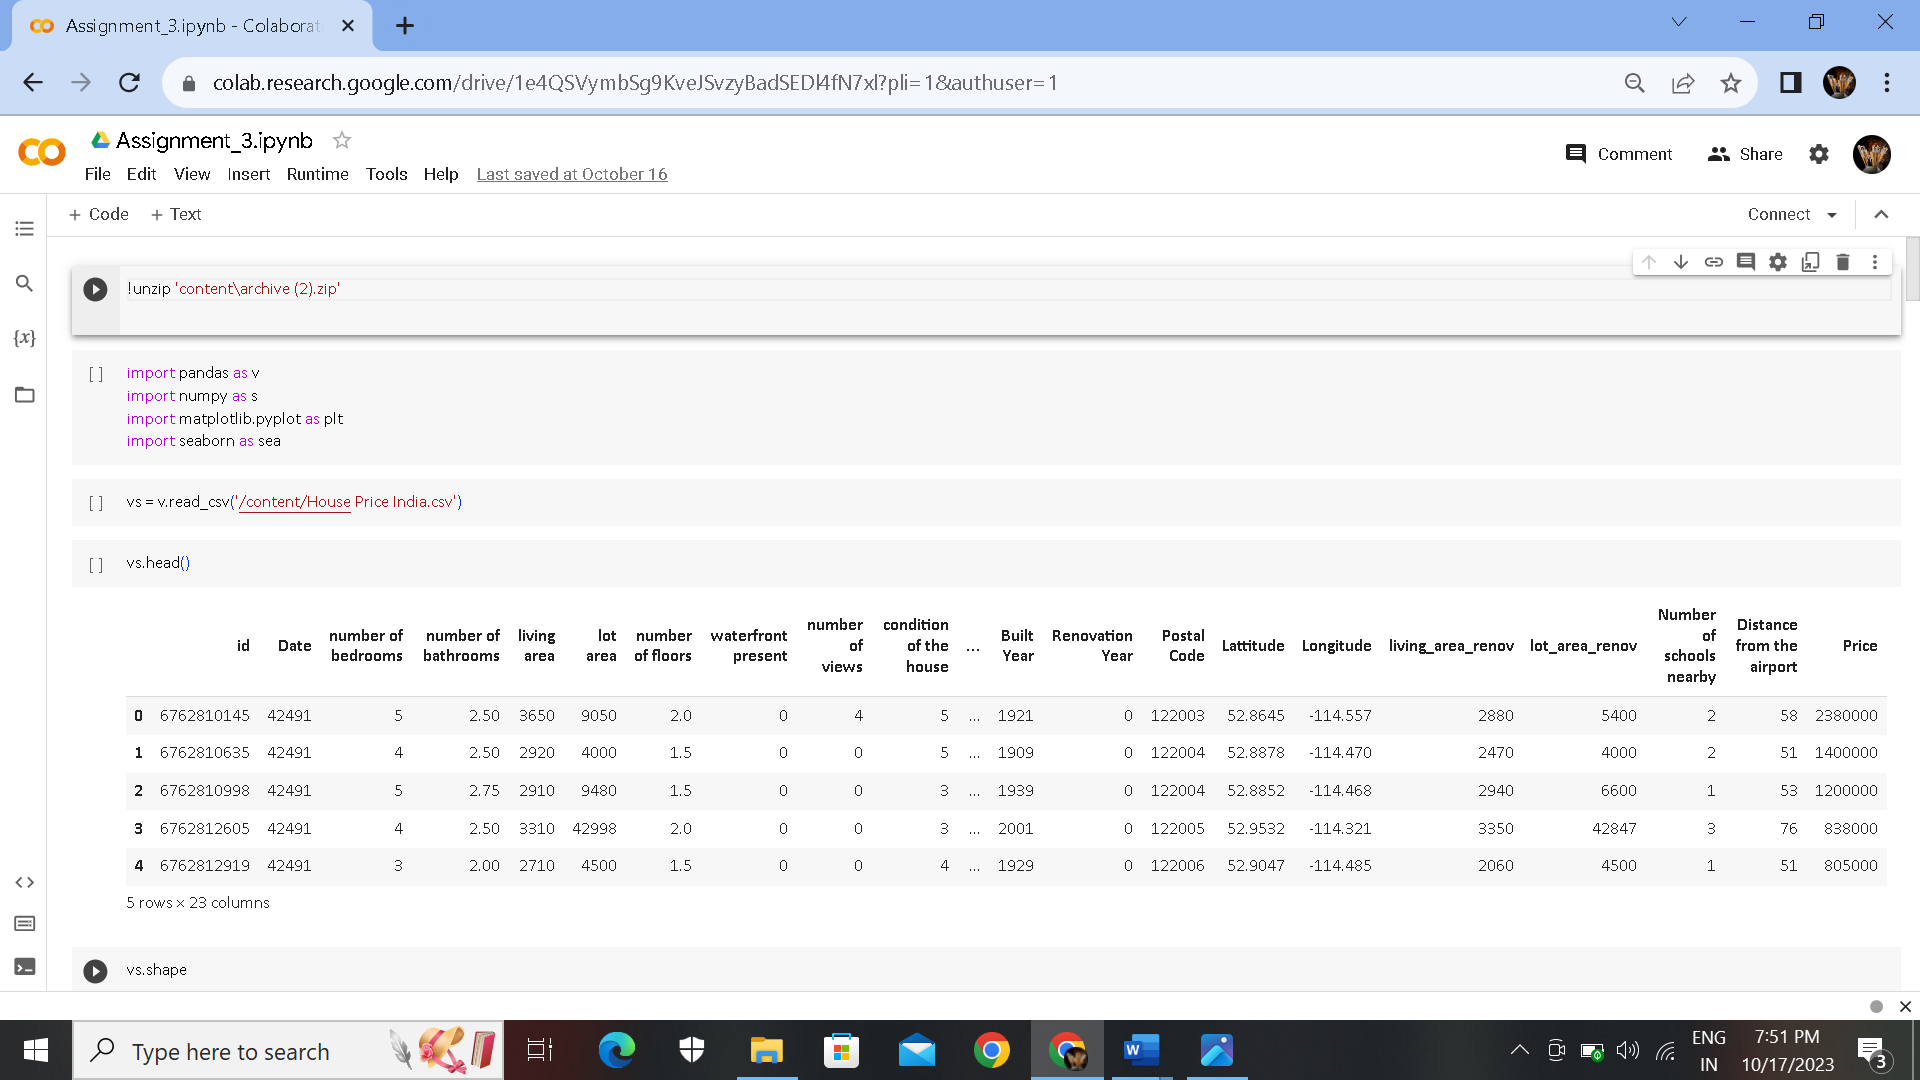 Assignment_3.ipynb - Colaborat
colab.research.google.com/drive/1e4QSVymbSg9KveJSvzyBadSEDl4fN7xl?pli=1&authuser=1
Assignment_3.ipynb
Comment
Share
File Edit View Insert Runtime Tools Help Last saved at October 16
+ Code + Text
Connect
!unzip 'content\archive (2).zip'
{x}
[ ] import pandas as v
import numpy as s
import matplotlib.pyplot as plt
import seaborn as sea
[ ] vs = v.read_csv('/content/House Price India.csv')
[ ] vs.head()
id Date number of bedrooms number of bathrooms living area lot area number of floors waterfront present number of views condition of the house ... Built Year Renovation Year Postal Code Lattitude Longitude living_area_renov lot_area_renov Number of schools nearby Distance from the airport Price
0 6762810145 42491 5 2.50 3650 9050 2.0 0 4 5 ... 1921 0 122003 52.8645 -114.557 2880 5400 2 58 2380000
1 6762810635 42491 4 2.50 2920 4000 1.5 0 0 5 ... 1909 0 122004 52.8878 -114.470 2470 4000 2 51 1400000
2 6762810998 42491 5 2.75 2910 9480 1.5 0 0 3 ... 1939 0 122004 52.8852 -114.468 2940 6600 1 53 1200000
3 6762812605 42491 4 2.50 3310 42998 2.0 0 0 3 ... 2001 0 122005 52.9532 -114.321 3350 42847 3 76 838000
4 6762812919 42491 3 2.00 2710 4500 1.5 0 0 4 ... 1929 0 122006 52.9047 -114.485 2060 4500 1 51 805000
5 rows × 23 columns
vs.shape
Type here to search
W
ENG
IN
7:51 PM
10/17/2023
3